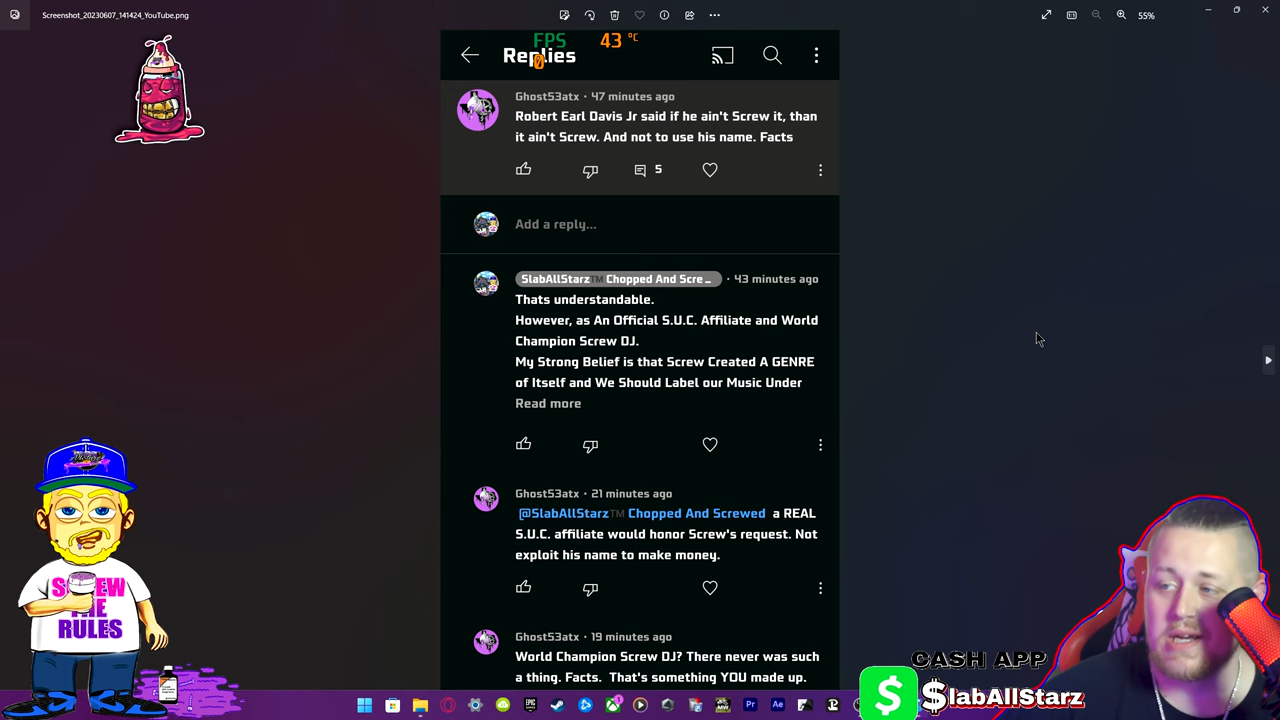 Screenshot_20230607_141424_YouTube.png
55%
FPS 43 °C
0
Replies
Ghost53atx • 47 minutes ago
Robert Earl Davis Jr said if he ain't Screw it, than
it ain't Screw. And not to use his name. Facts
5
Add a reply...
SlabAllStarz™️ Chopped And Scre... • 43 minutes ago
Thats understandable.
However, as An Official S.U.C. Affiliate and World
Champion Screw DJ.
My Strong Belief is that Screw Created A GENRE
of Itself and We Should Label our Music Under
Read more
Ghost53atx • 21 minutes ago
@SlabAllStarz™️ Chopped And Screwed a REAL
S.U.C. affiliate would honor Screw's request. Not
exploit his name to make money.
Ghost53atx • 19 minutes ago
World Champion Screw DJ? There never was such
a thing. Facts. That's something YOU made up.
SCREW
THE
RULES
CASH APP
$labAllStarz